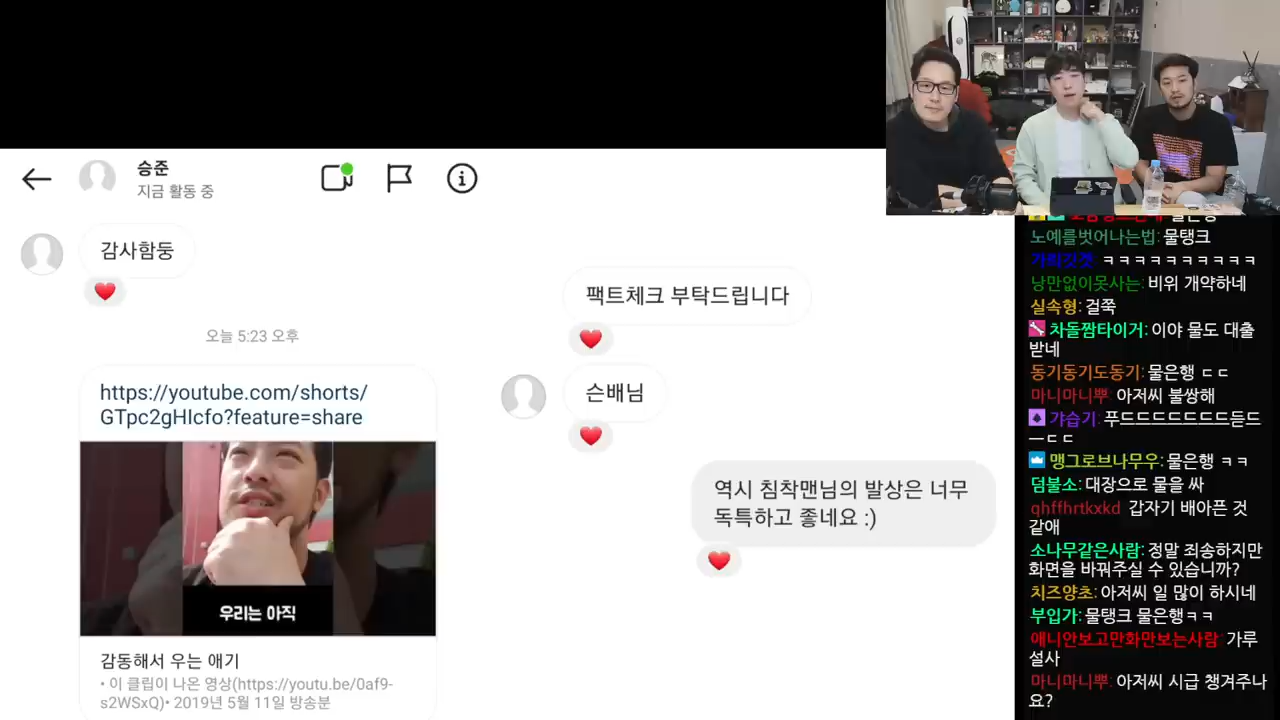 승준
지금 활동 중
감사함둥
오늘 5:23 오후
https://youtube.com/shorts/
GTpc2gHIcfo?feature=share
우리는 아직
감동해서 우는 얘기
• 이 클립이 나온 영상(https://youtu.be/0af9-
s2WSxQ)• 2019년 5월 11일 방송분
팩트체크 부탁드립니다
슨배님
역시 침착맨님의 발상은 너무
독특하고 좋네요 :)
노예를벗어나는법: 물탱크
ㅋㅋㅋㅋㅋㅋㅋㅋㅋㅋ
낭만없이못사는: 비위 개약하네
실속형: 걸쭉
차돌짬타이거: 이야 물도 대출
받네
동기동기도동기: 물은행 ㄷㄷ
마니마니뿌: 아저씨 불쌍해
갸습기: 푸드드드드드드드듣드
ㅡㄷㄷ
맹그로브나무우: 물은행 ㅋㅋ
덤불소: 대장으로 물을 싸
qhffhrtkxkd: 갑자기 배아픈 것
같애
소나무같은사람: 정말 죄송하지만
화면을 바꿔주실 수 있습니까?
치즈양초: 아저씨 일 많이 하시네
부입가: 물탱크 물은행ㅋㅋ
애니안보고만화만보는사람: 가루
설사
마니마니뿌: 아저씨 시급 챙겨주나
요?